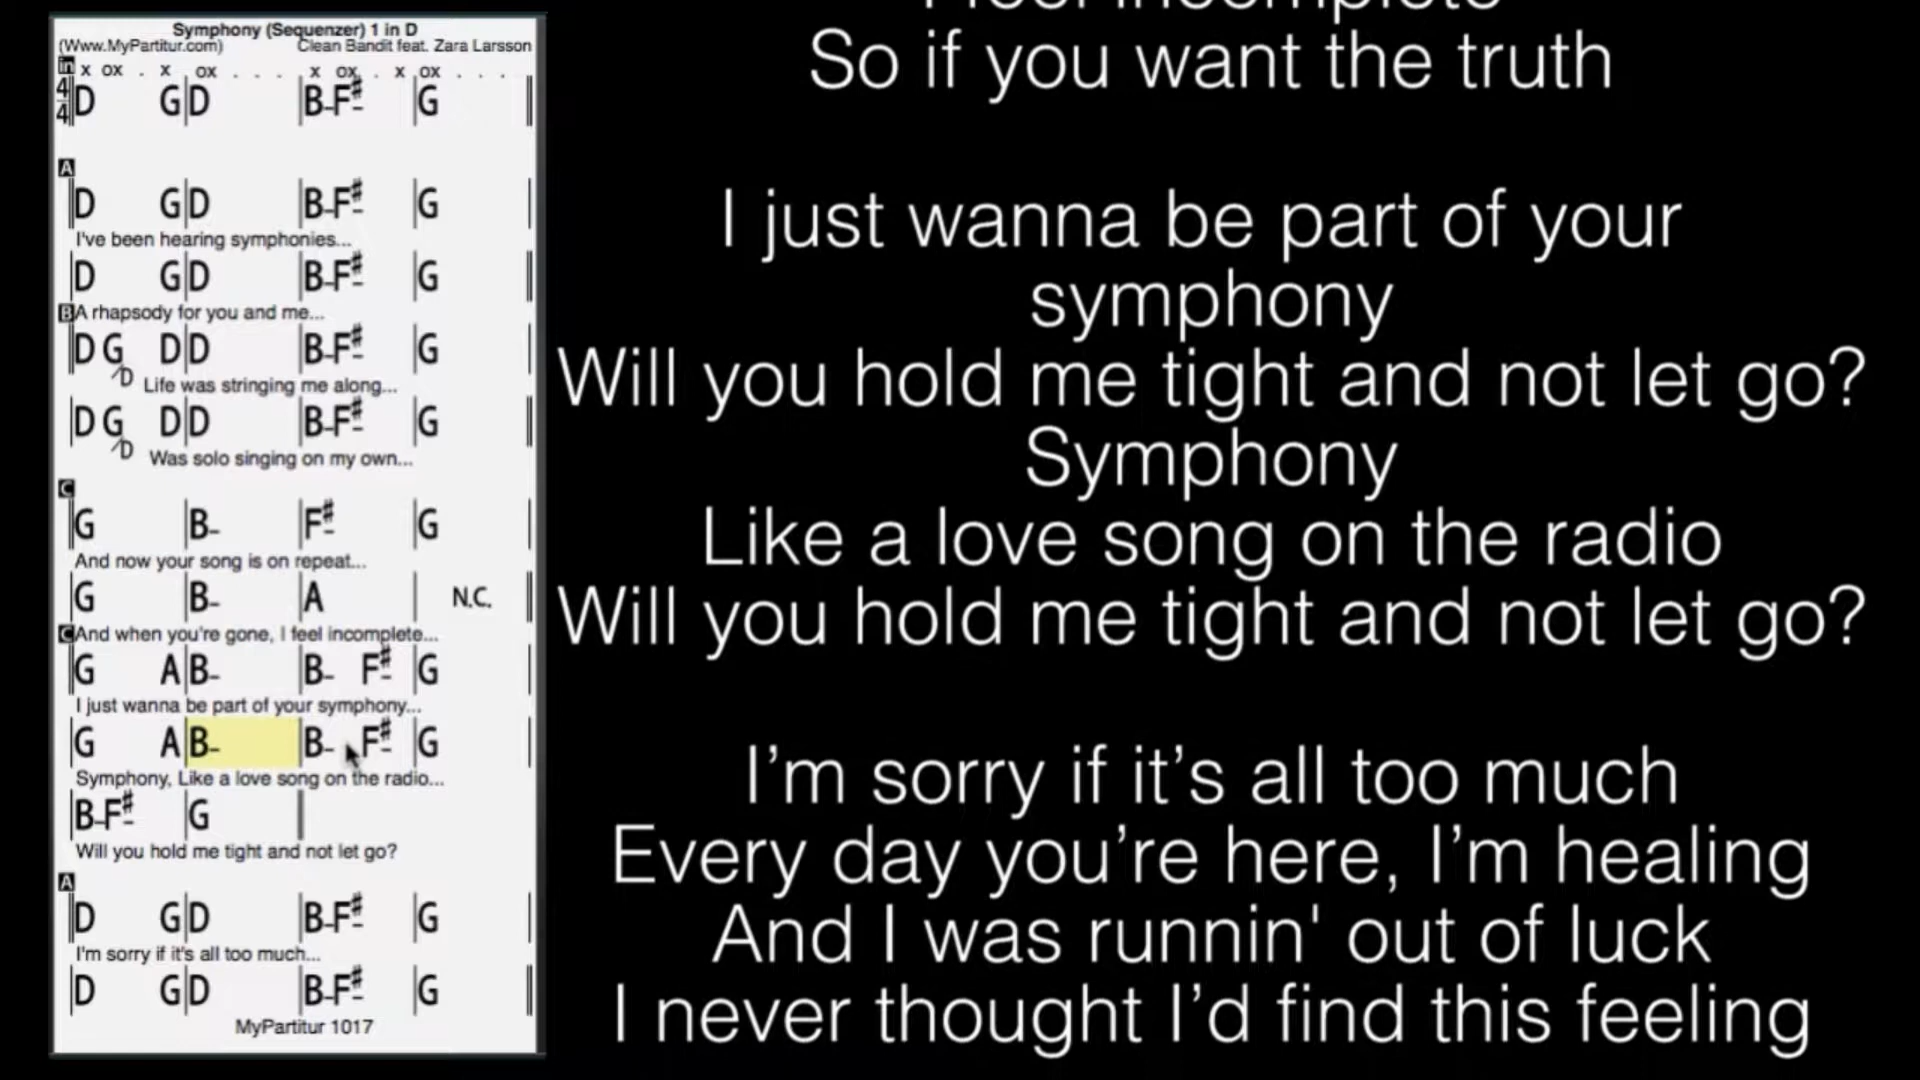 Symphony (Sequenzer) 1 in D
(Www.MyPartitur.com) Clean Bandit feat. Zara Larsson
in x ox . x ox . . . x ox . x ox . . .
4/4 D G D B-F#- G
A
D G D B-F#- G
I've been hearing symphonies...
D G D B-F#- G
B A rhapsody for you and me...
D G/D D D B-F#- G
Life was stringing me along...
D G/D D D B-F#- G
Was solo singing on my own...
C
G B- F#- G
And now your song is on repeat...
G B- A N.C.
C And when you're gone, I feel incomplete...
G A B- B- F#- G
I just wanna be part of your symphony...
G A B- B- F#- G
Symphony, Like a love song on the radio...
B-F#- G
Will you hold me tight and not let go?
A
D G D B-F#- G
I'm sorry if it's all too much...
D G D B-F#- G
MyPartitur 1017
So if you want the truth
I just wanna be part of your
symphony
Will you hold me tight and not let go?
Symphony
Like a love song on the radio
Will you hold me tight and not let go?
I’m sorry if it’s all too much
Every day you’re here, I’m healing
And I was runnin' out of luck
I never thought I’d find this feeling